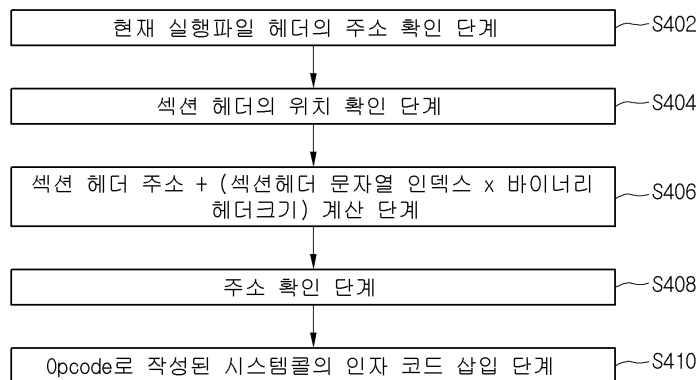 현재 실행파일 헤더의 주소 확인 단계 S402
섹션 헤더의 위치 확인 단계 S404
섹션 헤더 주소 + (섹션헤더 문자열 인덱스 x 바이너리
헤더크기) 계산 단계 S406
주소 확인 단계 S408
Opcode로 작성된 시스템콜의 인자 코드 삽입 단계 S410